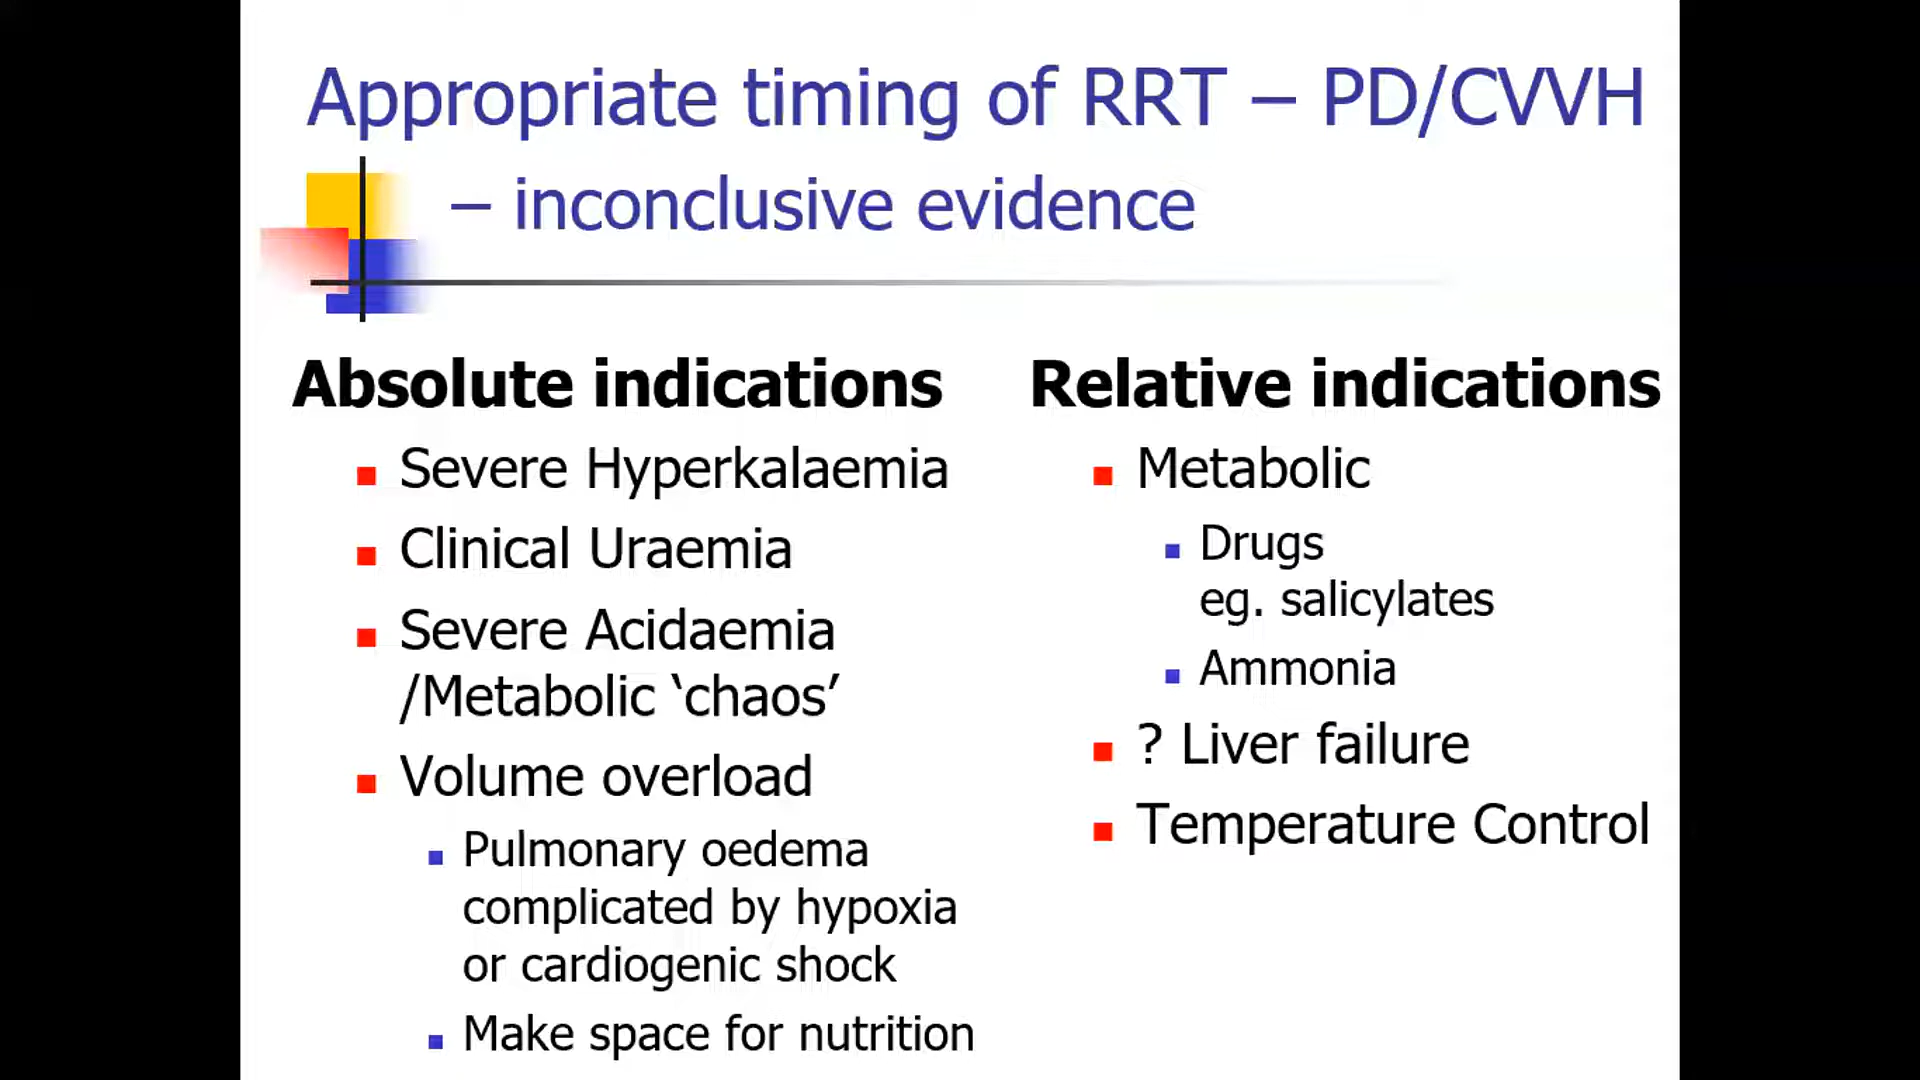 Appropriate timing of RRT – PD/CVVH
– inconclusive evidence
Absolute indications
Severe Hyperkalaemia
Clinical Uraemia
Severe Acidaemia
/Metabolic ‘chaos’
Volume overload
Pulmonary oedema
complicated by hypoxia
or cardiogenic shock
Make space for nutrition
Relative indications
Metabolic
Drugs
eg. salicylates
Ammonia
? Liver failure
Temperature Control